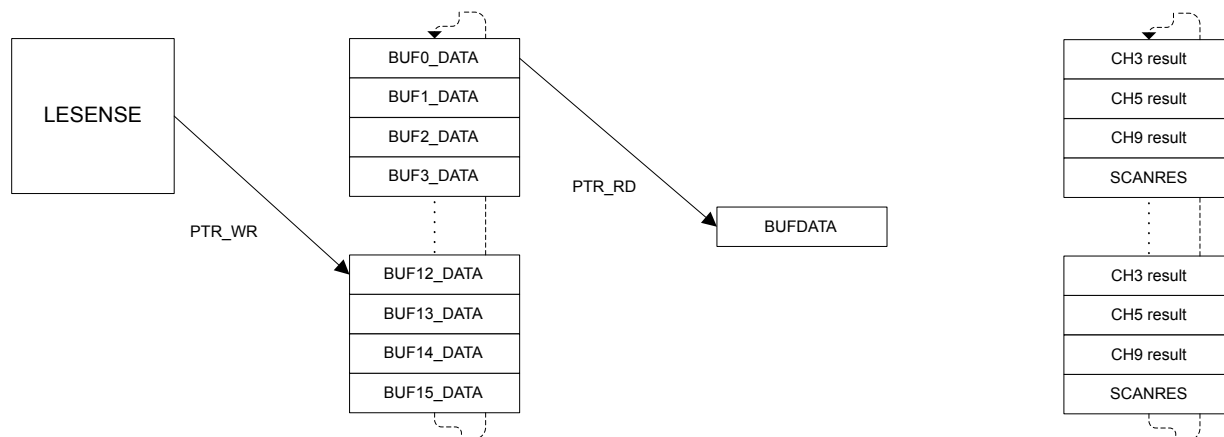 LESENSE
PTR_WR
BUF0_DATA
BUF1_DATA
BUF2_DATA
BUF3_DATA
BUF12_DATA
BUF13_DATA
BUF14_DATA
BUF15_DATA
PTR_RD
BUFDATA
CH3 result
CH5 result
CH9 result
SCANRES
CH3 result
CH5 result
CH9 result
SCANRES